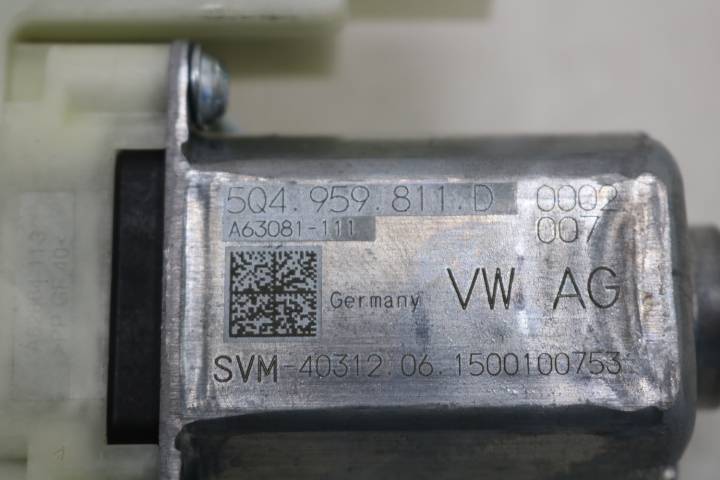 5Q4.959.811.D 0002
A63081-111 007
Germany VW AG
SVM-40312.06.1500100753